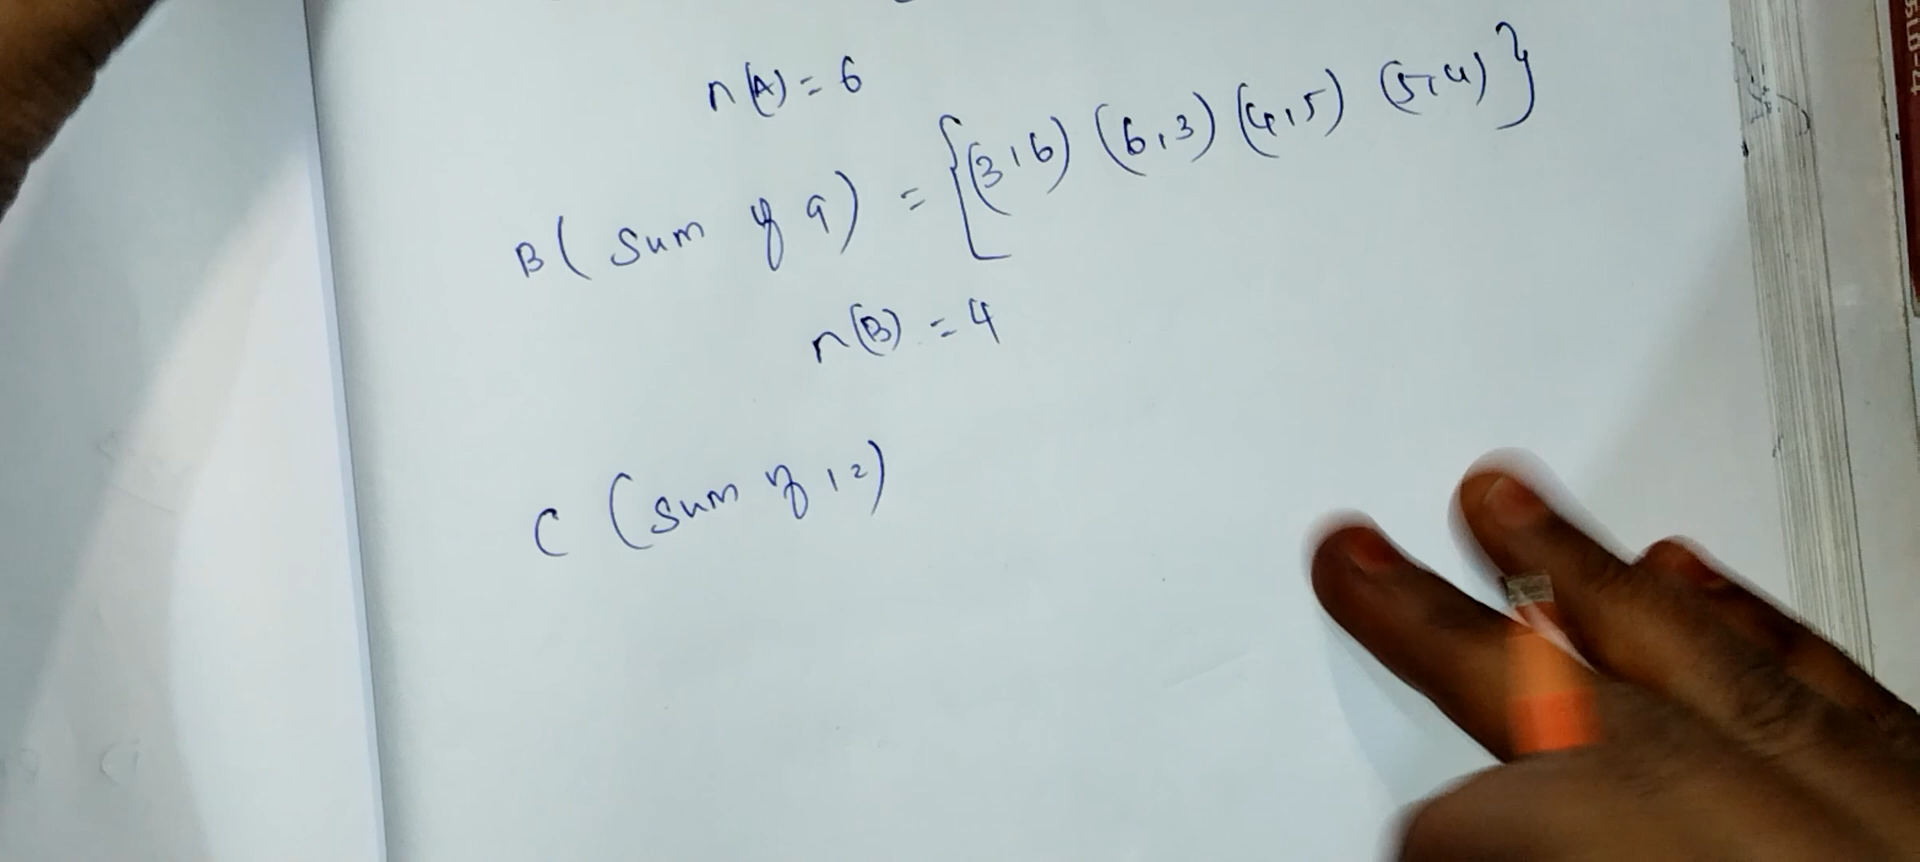 n(A) = 6
B( Sum of 9) = {(3,6) (6,3) (4,5) (5,4)}
n(B) = 4
C (Sum of 12)